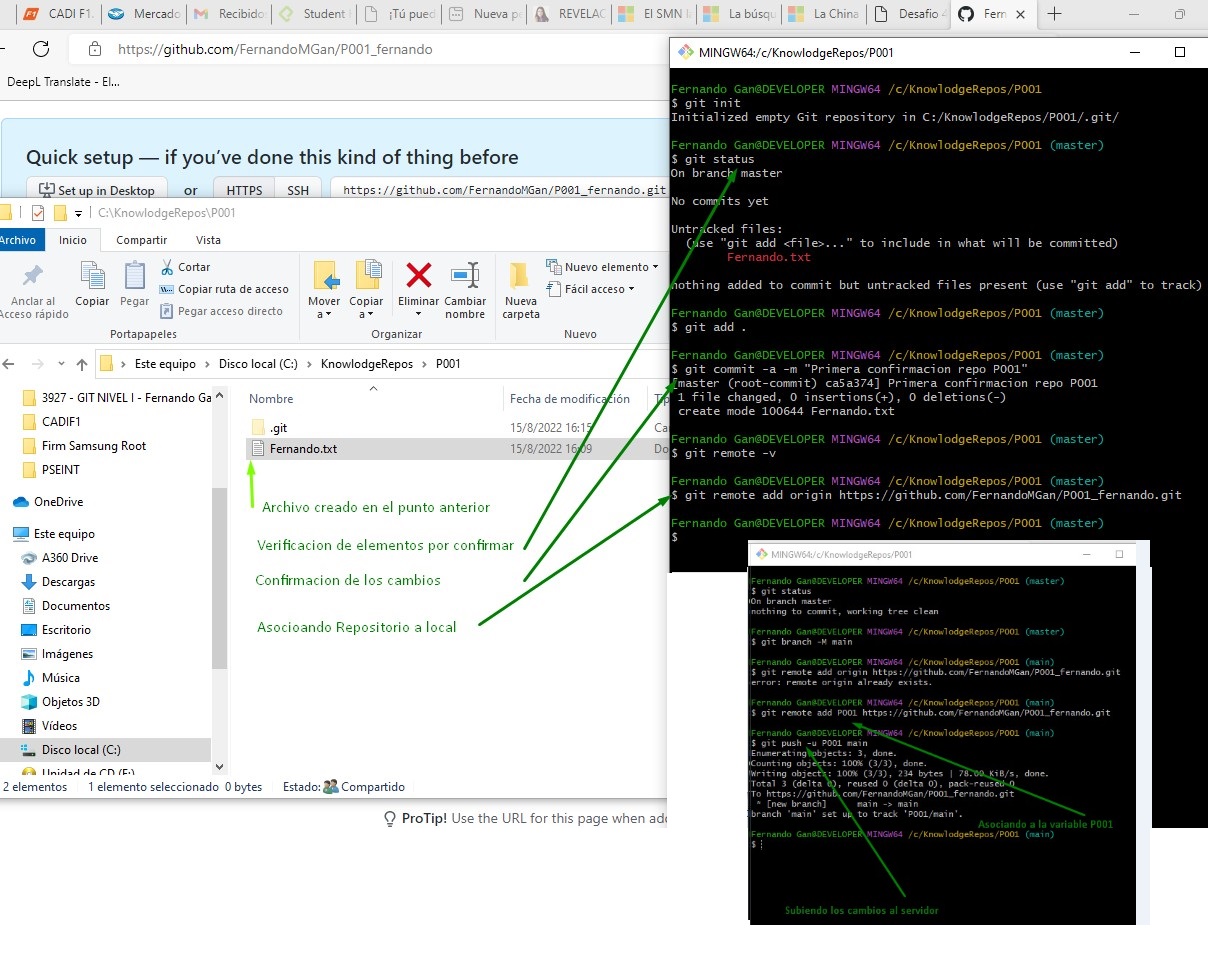 CADI F1.
Mercado
Recibido
Student
¡Tú pued
Nueva p
REVELAC
El SMN l
La búsqu
La China
Desafio 4
Fern
https://github.com/FernandoMGan/P001_fernando
DeepL Translate - El...
Quick setup — if you've done this kind of thing before
Set up in Desktop or HTTPS SSH https://github.com/FernandoMGan/P001_fernando.git
C:\KnowlodgeRepos\P001
Archivo Inicio Compartir Vista
Anclar al
Acceso rápido
Copiar
Pegar
Cortar
Copiar ruta de acceso
Pegar acceso directo
Portapapeles
Mover
a
Copiar
a
Eliminar
Cambiar
nombre
Organizar
Nueva
carpeta
Nuevo elemento
Fácil acceso
Nuevo
Este equipo > Disco local (C:) > KnowlodgeRepos > P001
3927 - GIT NIVEL I - Fernando Ga
CADIF1
Firm Samsung Root
PSEINT
OneDrive
Este equipo
A360 Drive
Descargas
Documentos
Escritorio
Imágenes
Música
Objetos 3D
Vídeos
Disco local (C:)
Unidad de CD (E:)
Nombre Fecha de modificación Tip
.git 15/8/2022 16:15 Ca
Fernando.txt 15/8/2022 16:09 Do
Archivo creado en el punto anterior
Verificacion de elementos por confirmar
Confirmacion de los cambios
Asocioando Repositorio a local
2 elementos 1 elemento seleccionado 0 bytes Estado: Compartido
ProTip! Use the URL for this page when add
MINGW64:/c/KnowlodgeRepos/P001
Fernando Gan@DEVELOPER MINGW64 /c/KnowlodgeRepos/P001
$ git init
Initialized empty Git repository in C:/KnowlodgeRepos/P001/.git/
Fernando Gan@DEVELOPER MINGW64 /c/KnowlodgeRepos/P001 (master)
$ git status
On branch master
No commits yet
Untracked files:
(use "git add <file>..." to include in what will be committed)
Fernando.txt
nothing added to commit but untracked files present (use "git add" to track)
Fernando Gan@DEVELOPER MINGW64 /c/KnowlodgeRepos/P001 (master)
$ git add .
Fernando Gan@DEVELOPER MINGW64 /c/KnowlodgeRepos/P001 (master)
$ git commit -a -m "Primera confirmacion repo P001"
[master (root-commit) ca5a374] Primera confirmacion repo P001
1 file changed, 0 insertions(+), 0 deletions(-)
create mode 100644 Fernando.txt
Fernando Gan@DEVELOPER MINGW64 /c/KnowlodgeRepos/P001 (master)
$ git remote -v
Fernando Gan@DEVELOPER MINGW64 /c/KnowlodgeRepos/P001 (master)
$ git remote add origin https://github.com/FernandoMGan/P001_fernando.git
Fernando Gan@DEVELOPER MINGW64 /c/KnowlodgeRepos/P001 (master)
$
MINGW64:/c/KnowlodgeRepos/P001
Fernando Gan@DEVELOPER MINGW64 /c/KnowlodgeRepos/P001 (master)
$ git status
On branch master
nothing to commit, working tree clean
Fernando Gan@DEVELOPER MINGW64 /c/KnowlodgeRepos/P001 (master)
$ git branch -M main
Fernando Gan@DEVELOPER MINGW64 /c/KnowlodgeRepos/P001 (main)
$ git remote add origin https://github.com/FernandoMGan/P001_fernando.git
error: remote origin already exists.
Fernando Gan@DEVELOPER MINGW64 /c/KnowlodgeRepos/P001 (main)
$ git remote add P001 https://github.com/FernandoMGan/P001_fernando.git
Fernando Gan@DEVELOPER MINGW64 /c/KnowlodgeRepos/P001 (main)
$ git push -u P001 main
Enumerating objects: 3, done.
Counting objects: 100% (3/3), done.
Writing objects: 100% (3/3), 234 bytes | 78.00 KiB/s, done.
Total 3 (delta 0), reused 0 (delta 0), pack-reused 0
To https://github.com/FernandoMGan/P001_fernando.git
* [new branch] main -> main
branch 'main' set up to track 'P001/main'.
Asociando a la variable P001
Fernando Gan@DEVELOPER MINGW64 /c/KnowlodgeRepos/P001 (main)
$
Subiendo los cambios al servidor